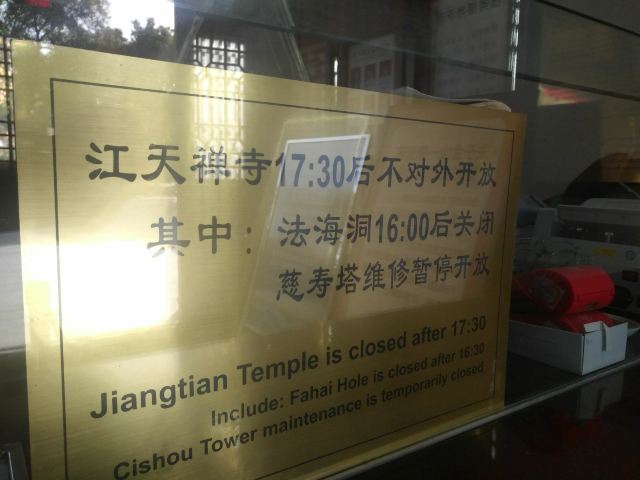 江天禅寺17:30后不对外开放
其中：法海洞16:00后关闭
慈寿塔维修暂停开放
Jiangtian Temple is closed after 17:30
Include: Fahai Hole is closed after 16:30
Cishou Tower maintenance is temporarily closed